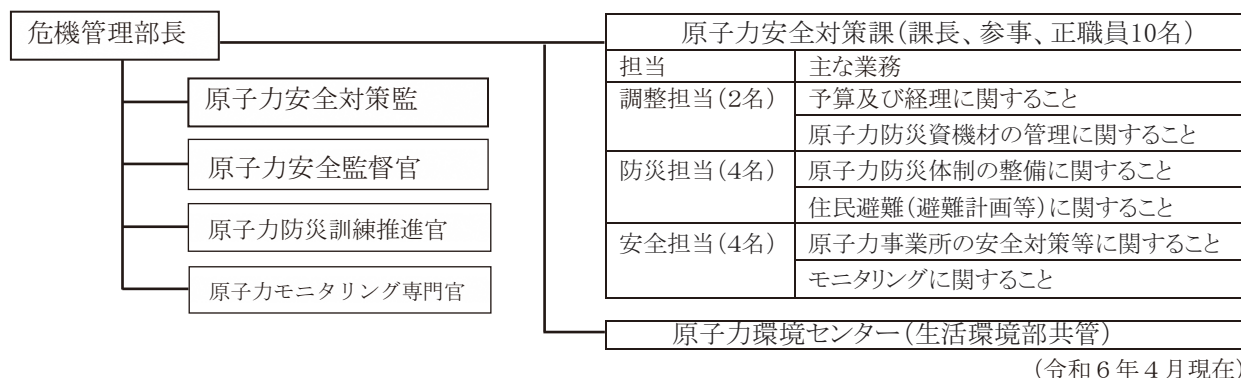 危機管理部長
原子力安全対策監
原子力安全監督官
原子力防災訓練推進官
原子力モニタリング専門官
原子力安全対策課(課長、参事、正職員10名)
担当 主な業務
調整担当(2名) 予算及び経理に関すること
原子力防災資機材の管理に関すること
防災担当(4名) 原子力防災体制の整備に関すること
住民避難(避難計画等)に関すること
安全担当(4名) 原子力事業所の安全対策等に関すること
モニタリングに関すること
原子力環境センター(生活環境部共管)
(令和6年4月現在)